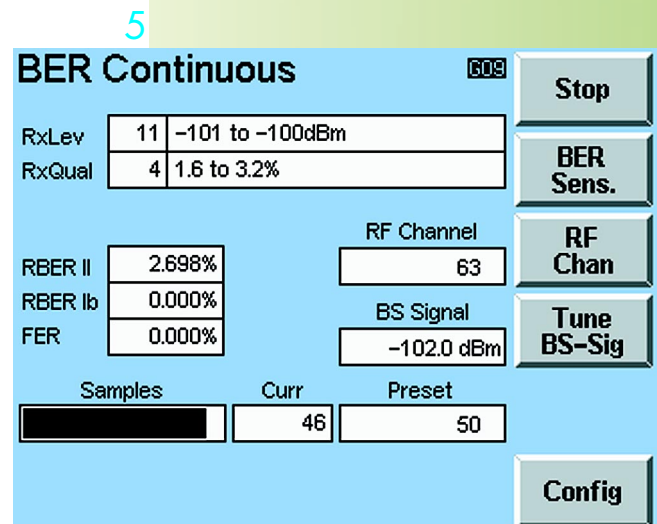 5
BER Continuous
G09
Stop
RxLev 11 -101 to -100dBm
RxQual 4 1.6 to 3.2%
BER
Sens.
RF Channel
RF
Chan
RBER II 2.698%
63
RBER Ib 0.000%
BS Signal
Tune
BS-Sig
FER 0.000%
-102.0 dBm
Samples Curr Preset
46 50
Config